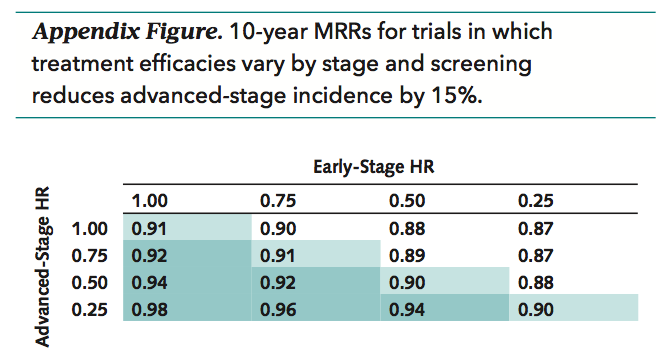 Appendix Figure. 10-year MRRs for trials in which
treatment efficacies vary by stage and screening
reduces advanced-stage incidence by 15%.
Early-Stage HR
Advanced-Stage HR
1.00 0.75 0.50 0.25
1.00 0.91 0.90 0.88 0.87
0.75 0.92 0.91 0.89 0.87
0.50 0.94 0.92 0.90 0.88
0.25 0.98 0.96 0.94 0.90